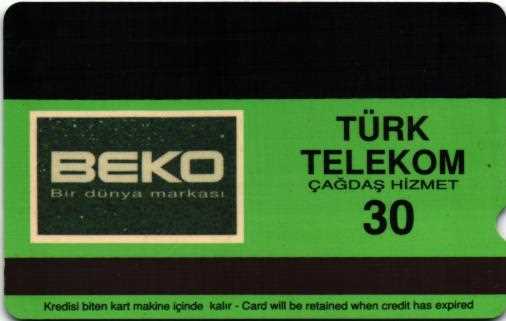 BEKO
Bir dünya markası
TÜRK
TELEKOM
ÇAĞDAŞ HİZMET
30
Kredisi biten kart makine içinde kalır - Card will be retained when credit has expired